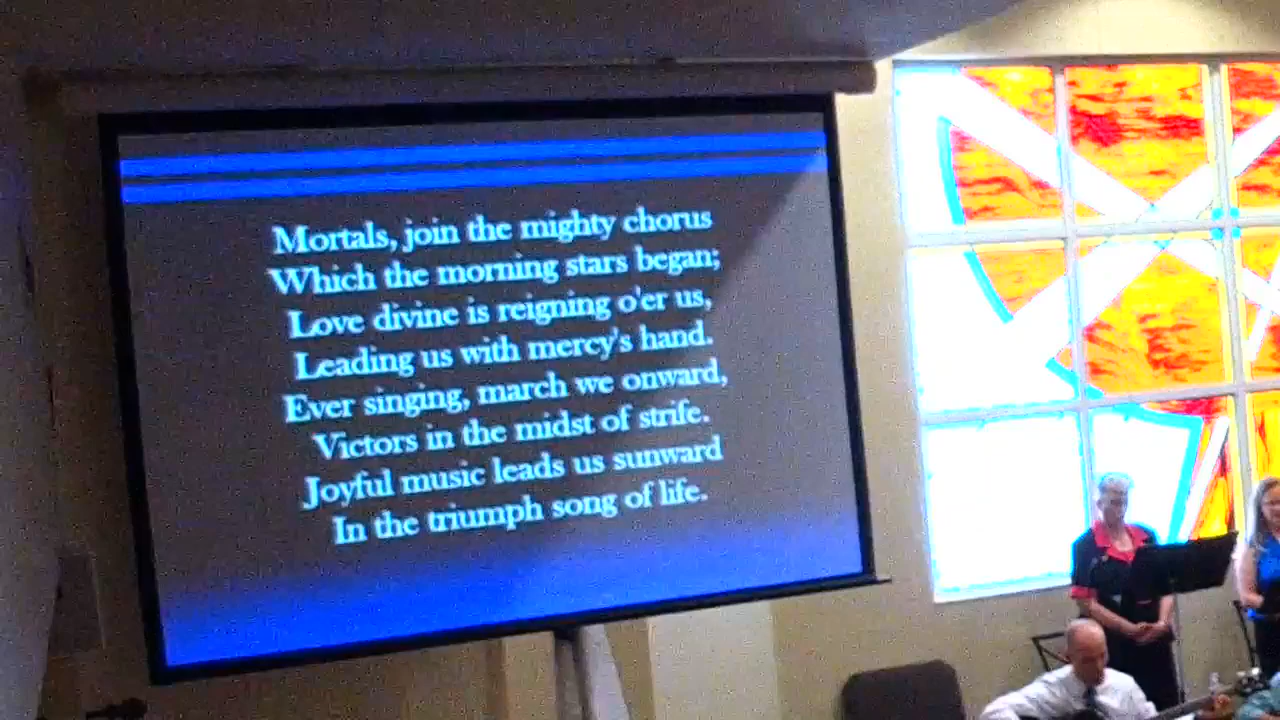 Mortals, join the mighty chorus
Which the morning stars began;
Love divine is reigning o'er us,
Leading us with mercy's hand.
Ever singing, march we onward,
Victors in the midst of strife.
Joyful music leads us sunward
In the triumph song of life.